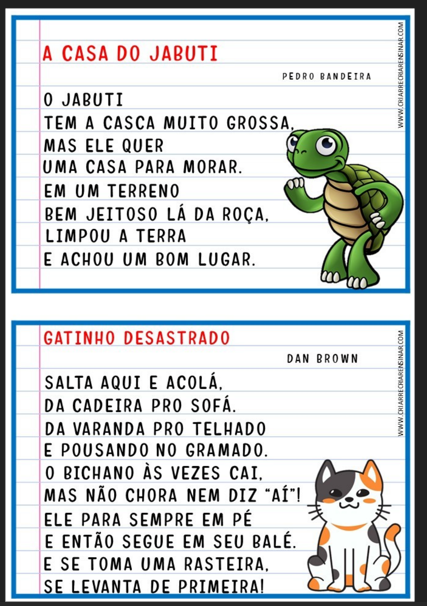 A CASA DO JABUTI
PEDRO BANDEIRA
O JABUTI
TEM A CASCA MUITO GROSSA,
MAS ELE QUER
UMA CASA PARA MORAR.
EM UM TERRENO
BEM JEITOSO LÁ DA ROÇA,
LIMPOU A TERRA
E ACHOU UM BOM LUGAR.
WWW.CRIARRECRIARENSINAR.COM
GATINHO DESASTRADO
DAN BROWN
SALTA AQUI E ACOLÁ,
DA CADEIRA PRO SOFÁ.
DA VARANDA PRO TELHADO
E POUSANDO NO GRAMADO.
O BICHANO ÀS VEZES CAI,
MAS NÃO CHORA NEM DIZ “AÍ”!
ELE PARA SEMPRE EM PÉ
E ENTÃO SEGUE EM SEU BALÉ.
E SE TOMA UMA RASTEIRA,
SE LEVANTA DE PRIMEIRA!
WWW.CRIARRECRIARENSINAR.COM